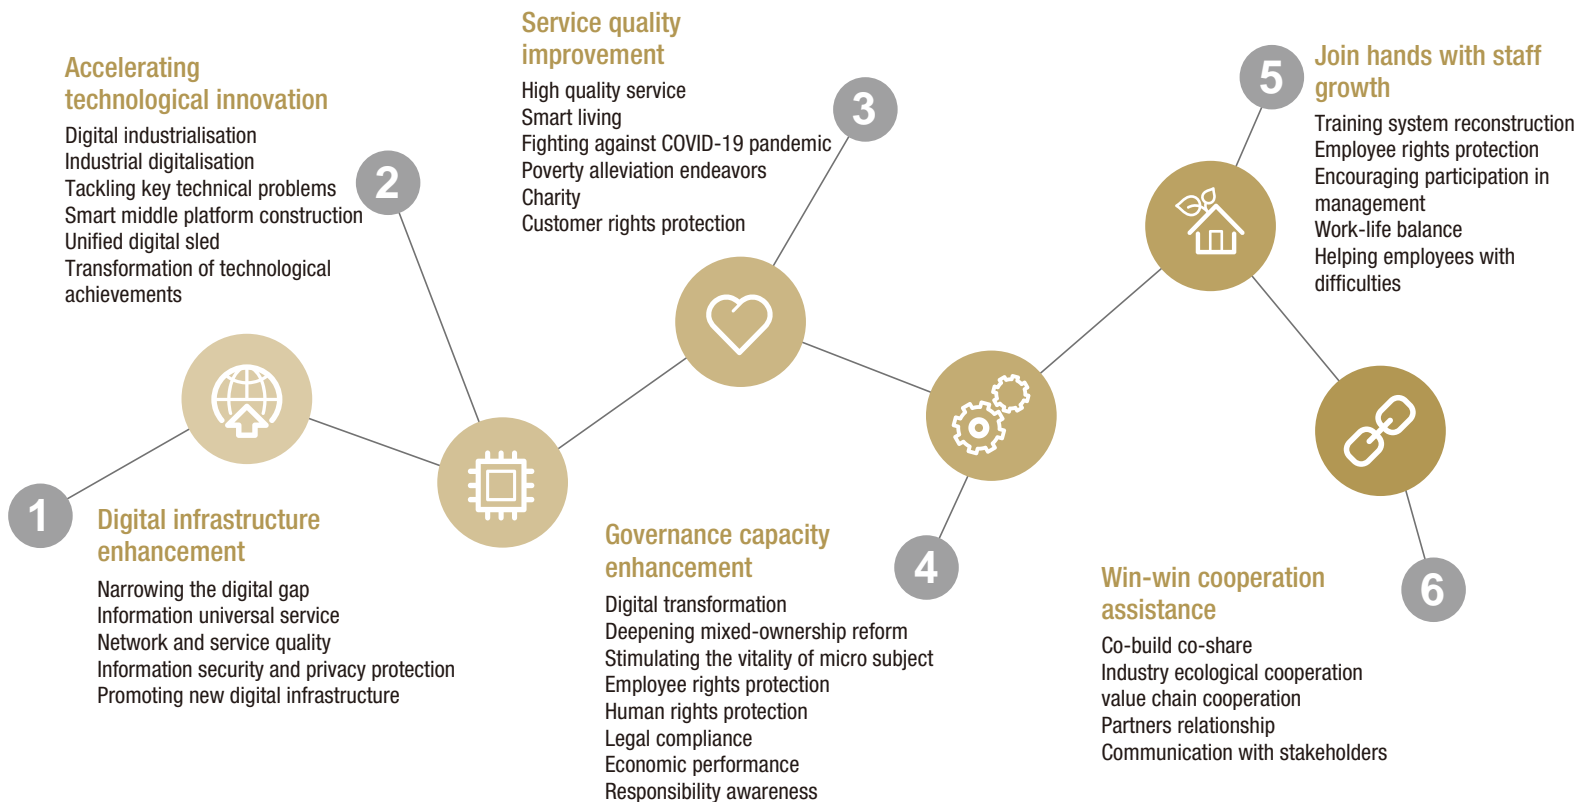 1
Digital infrastructure
enhancement
Narrowing the digital gap
Information universal service
Network and service quality
Information security and privacy protection
Promoting new digital infrastructure
2
Accelerating
technological innovation
Digital industrialisation
Industrial digitalisation
Tackling key technical problems
Smart middle platform construction
Unified digital sled
Transformation of technological
achievements
3
Service quality
improvement
High quality service
Smart living
Fighting against COVID-19 pandemic
Poverty alleviation endeavors
Charity
Customer rights protection
4
Governance capacity
enhancement
Digital transformation
Deepening mixed-ownership reform
Stimulating the vitality of micro subject
Employee rights protection
Human rights protection
Legal compliance
Economic performance
Responsibility awareness
5
Join hands with staff
growth
Training system reconstruction
Employee rights protection
Encouraging participation in
management
Work-life balance
Helping employees with
difficulties
6
Win-win cooperation
assistance
Co-build co-share
Industry ecological cooperation
value chain cooperation
Partners relationship
Communication with stakeholders